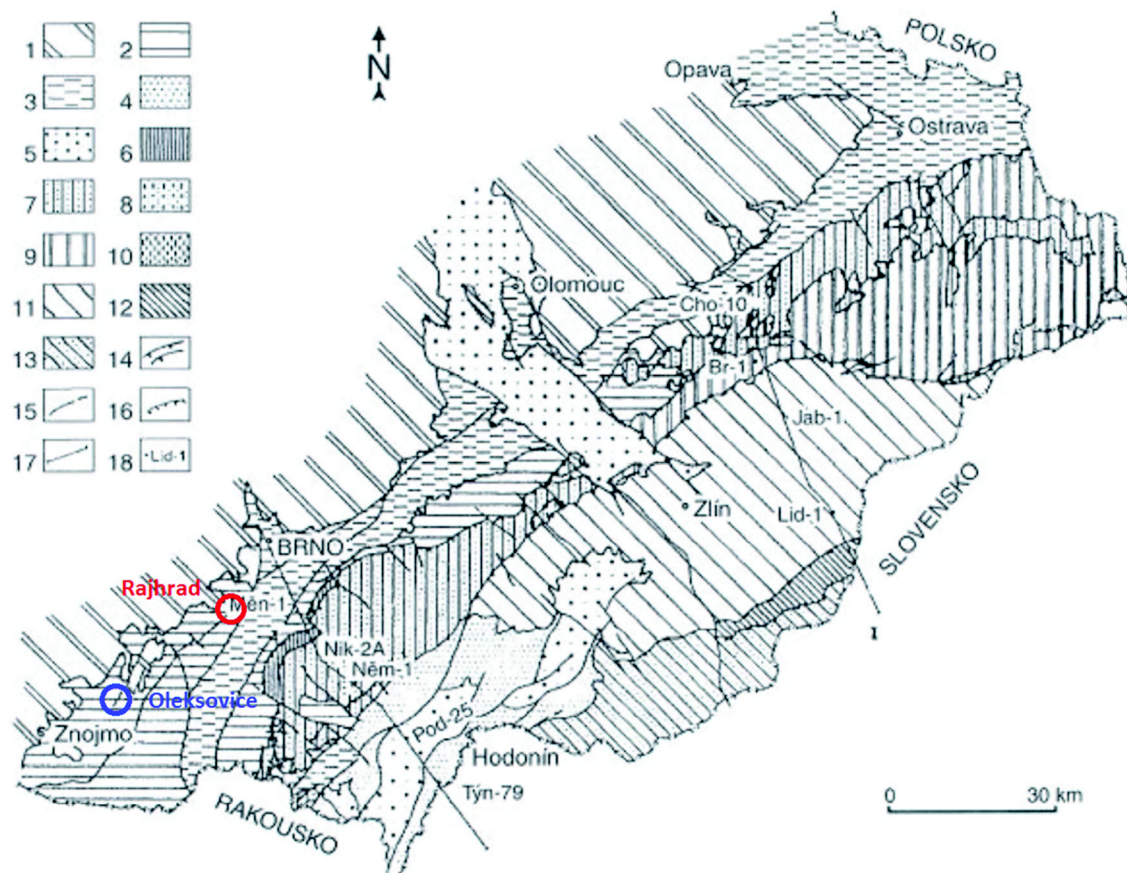 1 2
3 4
5 6
7 8
9 10
11 12
13 14
15 16
17 18 Lid-1
N
POLSKO
Opava
Ostrava
Olomouc
Cho-10
Br-1
Jab-1
Zlín
Lid-1
SLOVENSKO
BRNO
Rajhrad
Měn-1
I
Nik-2A
Něm-1
Oleksovice
Pod-25
Znojmo
Hodonín
Týn-79
RAKOUSKO
0 30 km